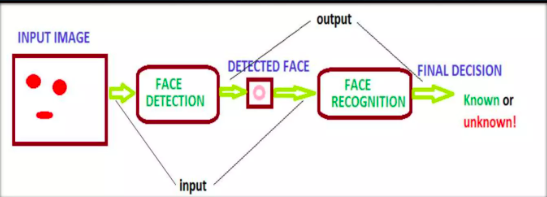 output
INPUT IMAGE
DETECTED FACE
FINAL DECISION
FACE
DETECTION
FACE
RECOGNITION
Known or
unknown!
input